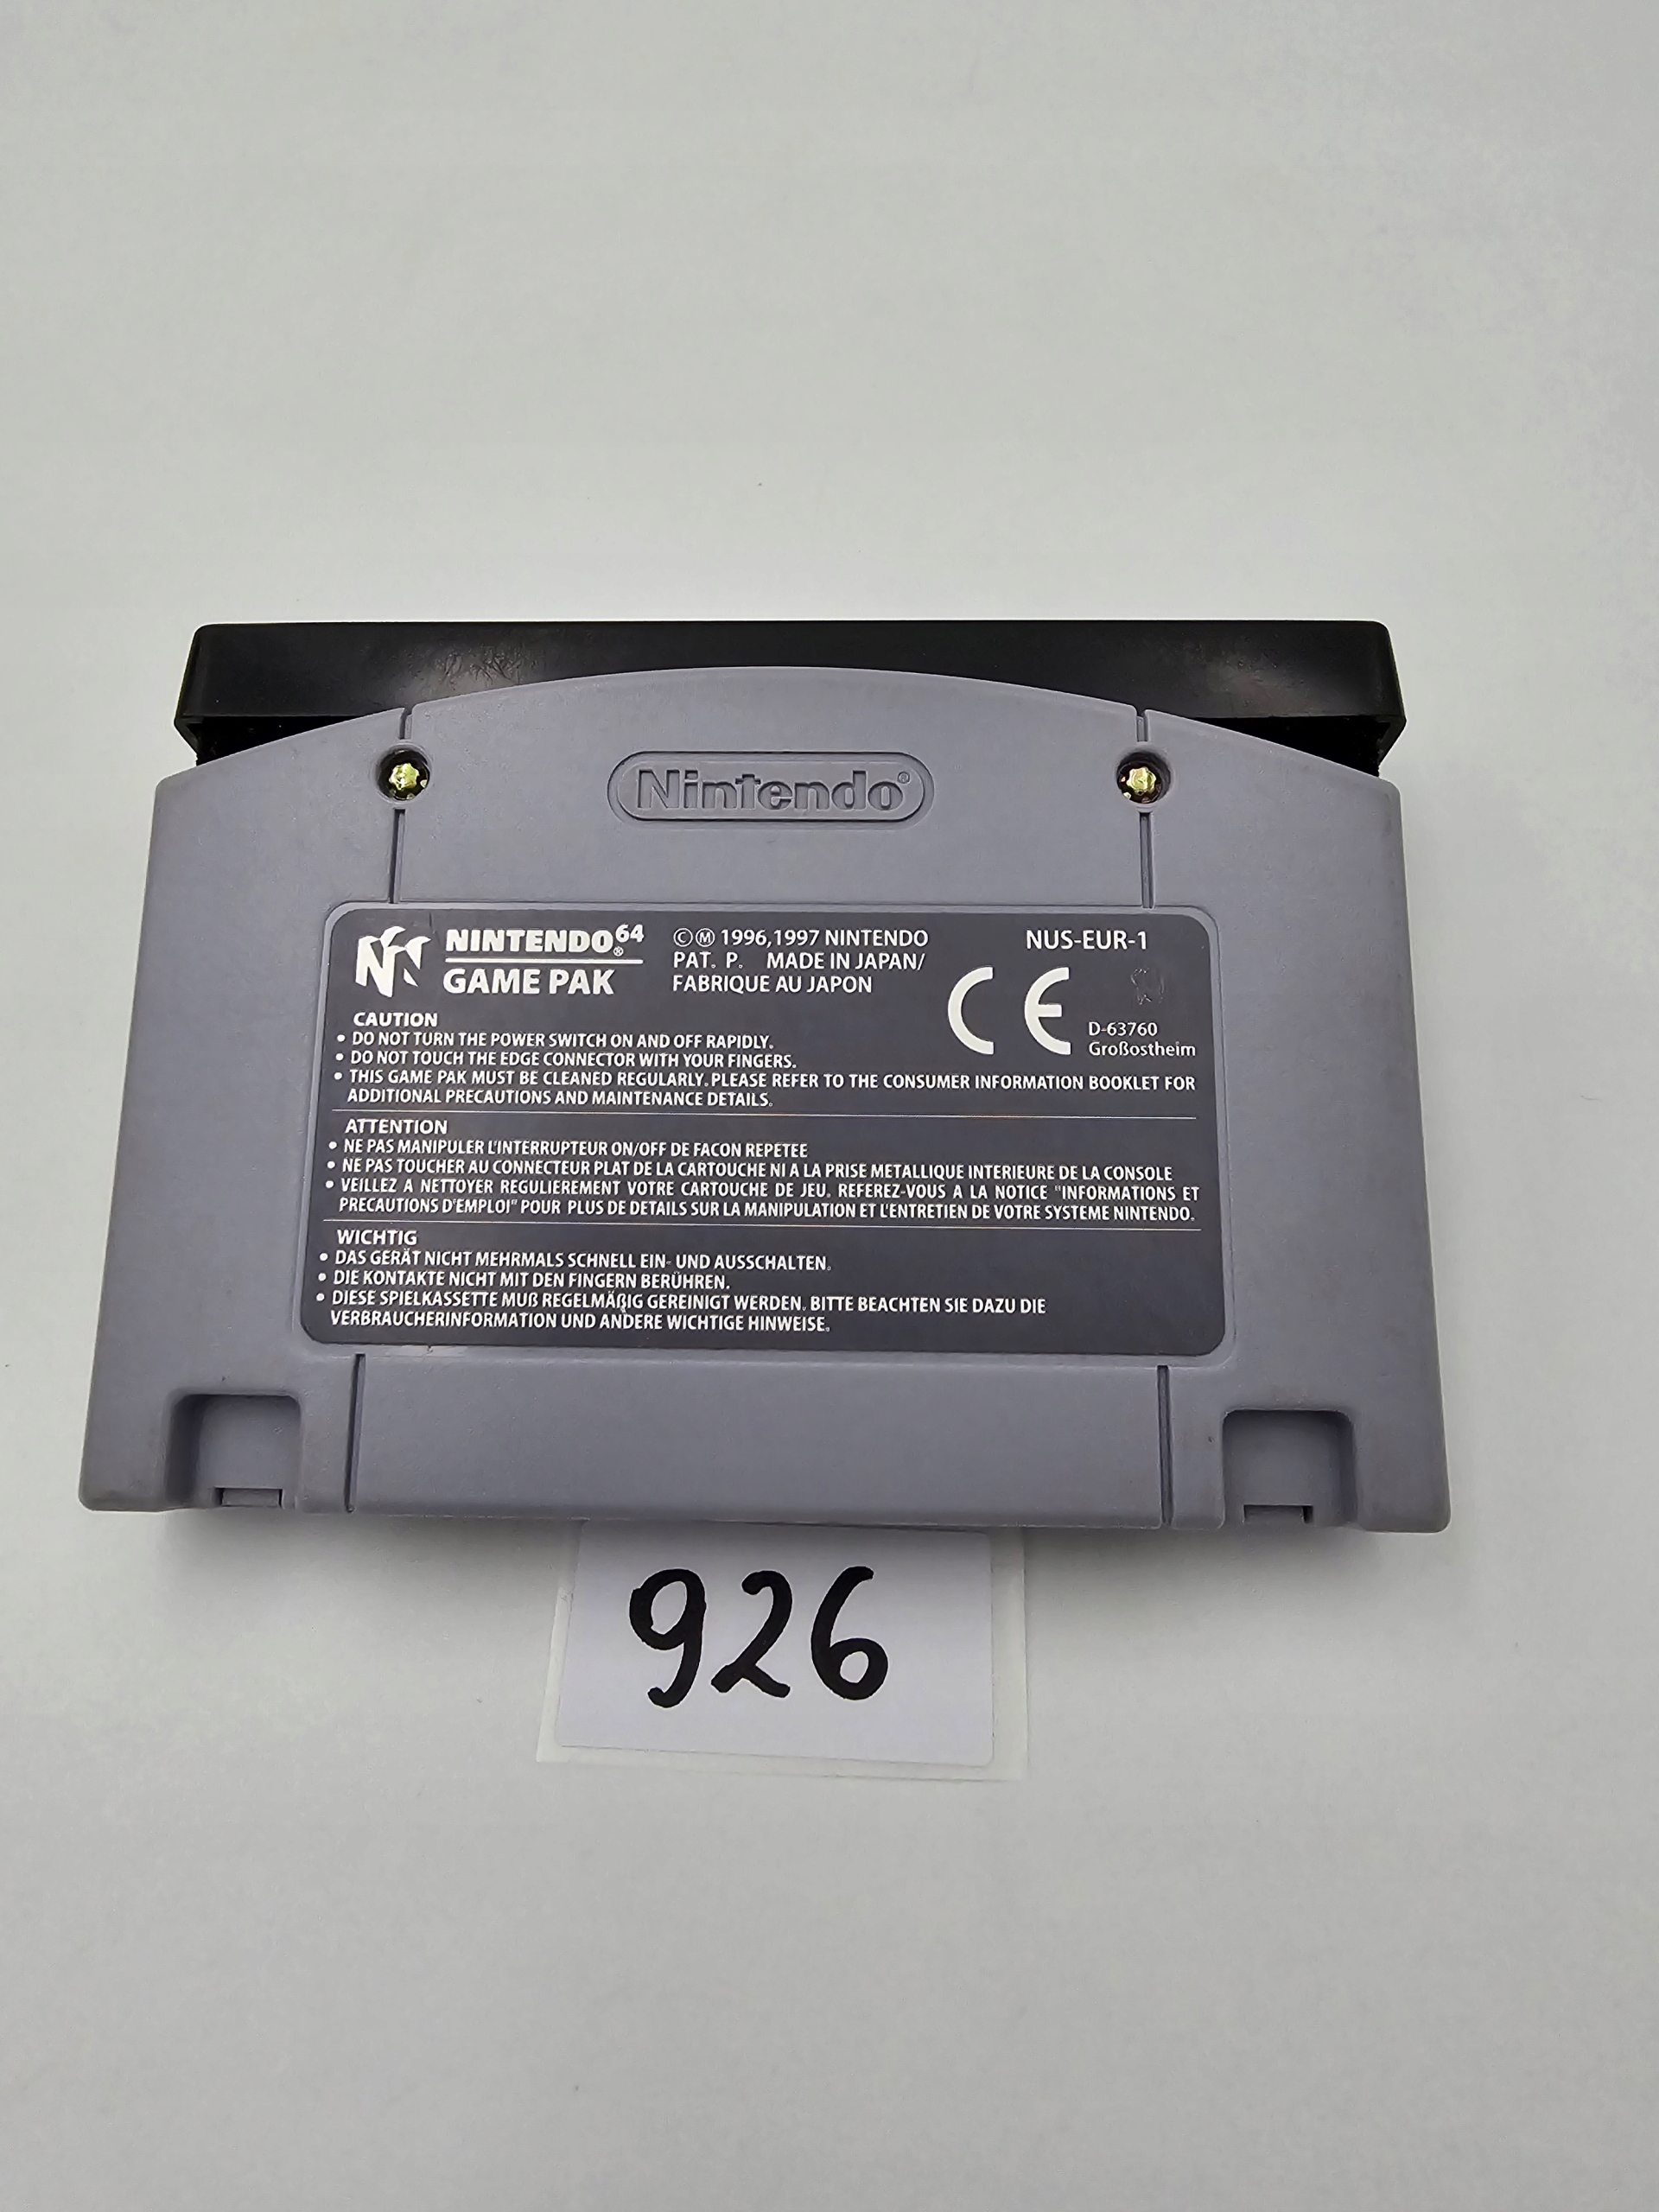 Nintendo®
NINTENDO64®
GAME PAK
©Ⓜ 1996,1997 NINTENDO
PAT. P. MADE IN JAPAN/
FABRIQUE AU JAPON
NUS-EUR-1
CE
D-63760
Großostheim
CAUTION
• DO NOT TURN THE POWER SWITCH ON AND OFF RAPIDLY.
• DO NOT TOUCH THE EDGE CONNECTOR WITH YOUR FINGERS.
• THIS GAME PAK MUST BE CLEANED REGULARLY. PLEASE REFER TO THE CONSUMER INFORMATION BOOKLET FOR
ADDITIONAL PRECAUTIONS AND MAINTENANCE DETAILS.
ATTENTION
• NE PAS MANIPULER L'INTERRUPTEUR ON/OFF DE FACON REPETEE
• NE PAS TOUCHER AU CONNECTEUR PLAT DE LA CARTOUCHE NI A LA PRISE METALLIQUE INTERIEURE DE LA CONSOLE
• VEILLEZ A NETTOYER REGULIEREMENT VOTRE CARTOUCHE DE JEU. REFEREZ-VOUS A LA NOTICE "INFORMATIONS ET
PRECAUTIONS D'EMPLOI" POUR PLUS DE DETAILS SUR LA MANIPULATION ET L'ENTRETIEN DE VOTRE SYSTEME NINTENDO.
WICHTIG
• DAS GERÄT NICHT MEHRMALS SCHNELL EIN- UND AUSSCHALTEN.
• DIE KONTAKTE NICHT MIT DEN FINGERN BERÜHREN.
• DIESE SPIELKASSETTE MUß REGELMÄßIG GEREINIGT WERDEN. BITTE BEACHTEN SIE DAZU DIE
VERBRAUCHERINFORMATION UND ANDERE WICHTIGE HINWEISE.
926